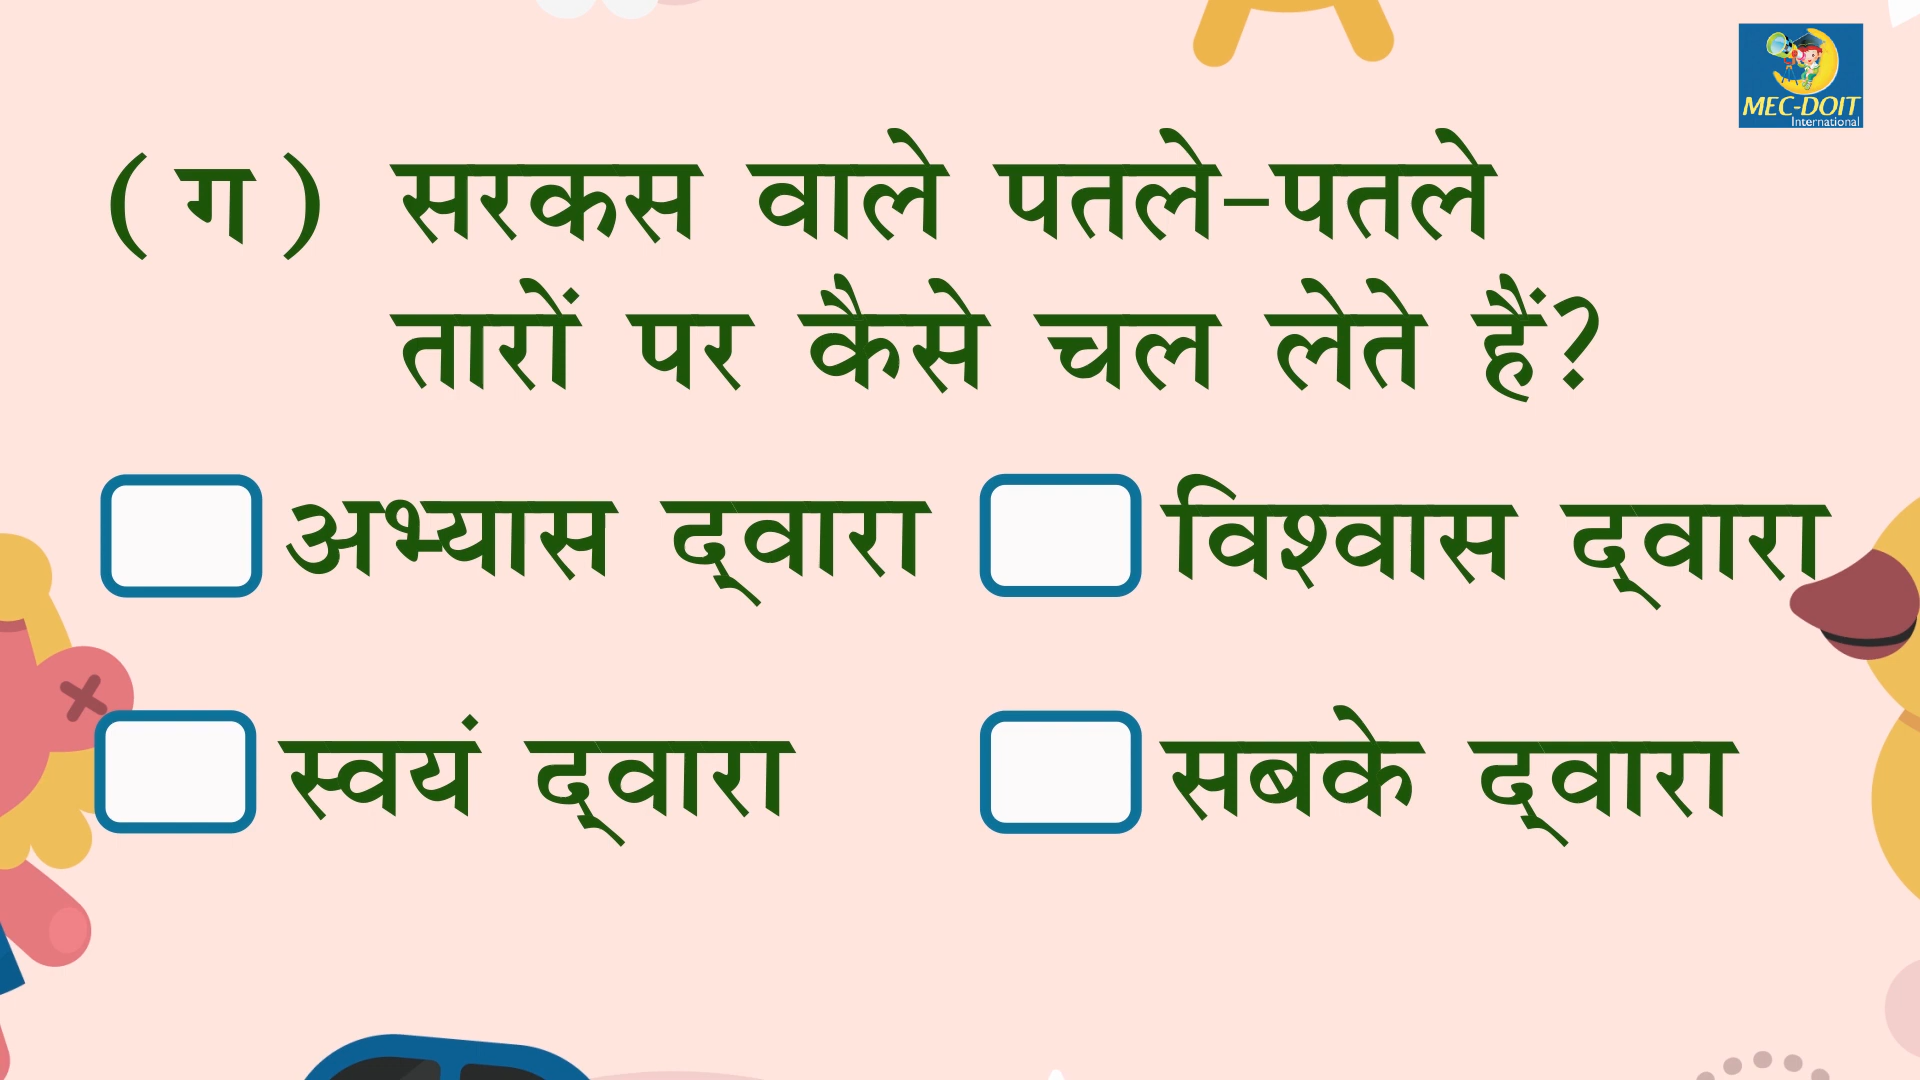 MEC-DOIT
International
(ग) सरकस वाले पतले-पतले
तारों पर कैसे चल लेते हैं?
अभ्यास द्‌वारा विश्वास द्‌वारा
स्वयं द्‌वारा सबके द्‌वारा